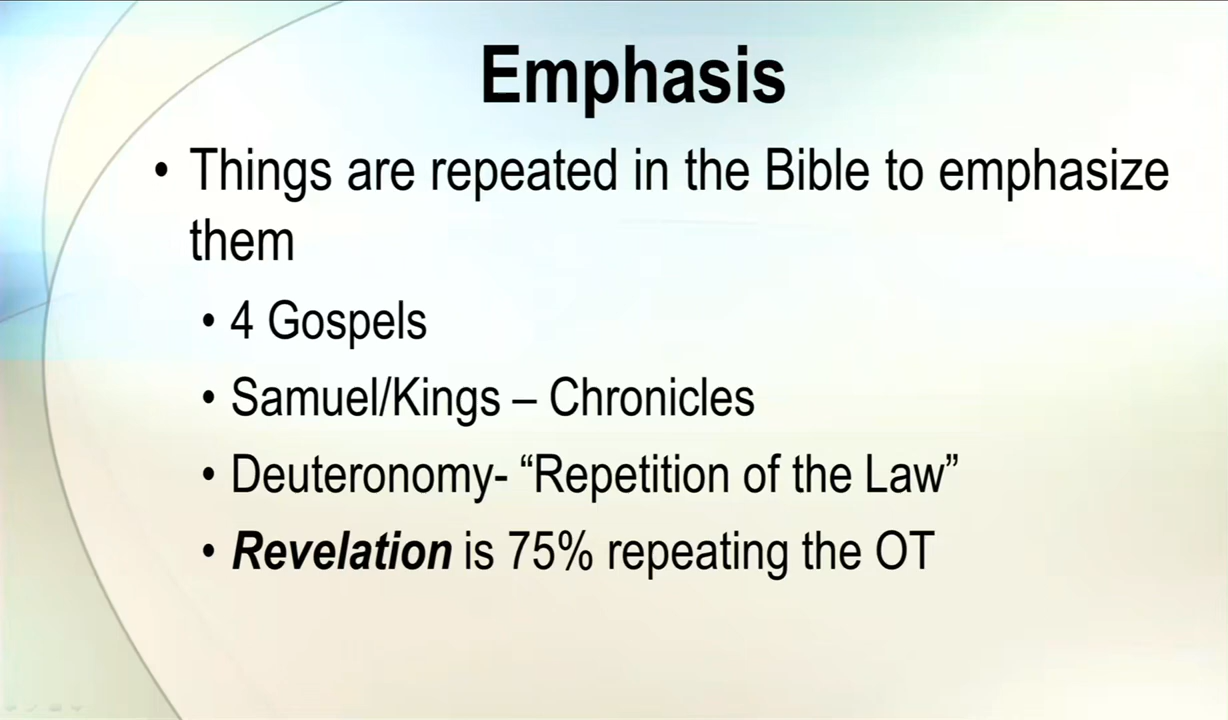 Emphasis
• Things are repeated in the Bible to emphasize
them
• 4 Gospels
• Samuel/Kings – Chronicles
• Deuteronomy- “Repetition of the Law”
• Revelation is 75% repeating the OT